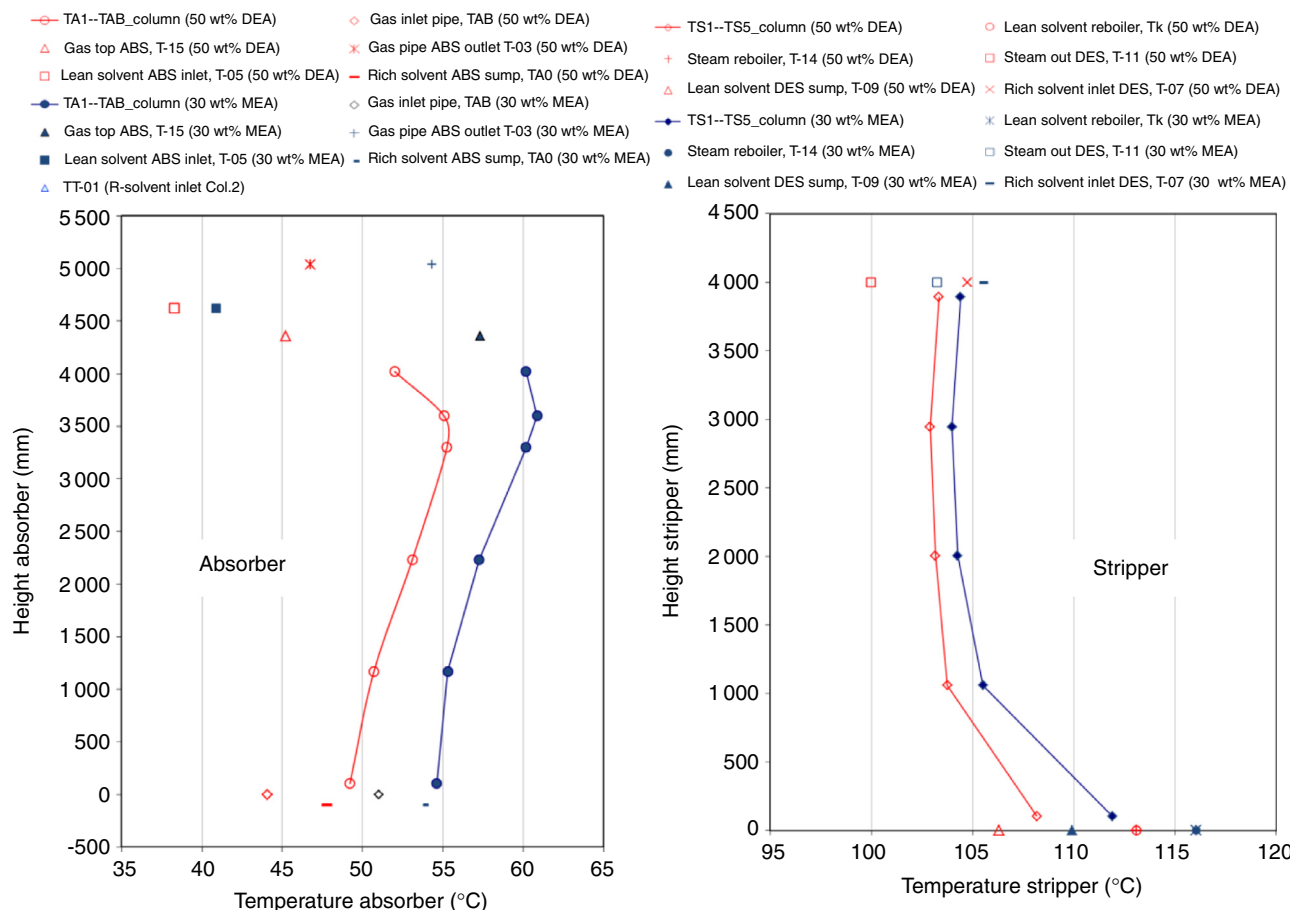 TA1--TAB_column (50 wt% DEA)
Gas top ABS, T-15 (50 wt% DEA)
Lean solvent ABS inlet, T-05 (50 wt% DEA)
TA1--TAB_column (30 wt% MEA)
Gas top ABS, T-15 (30 wt% MEA)
Lean solvent ABS inlet, T-05 (30 wt% MEA)
TT-01 (R-solvent inlet Col.2)
Gas inlet pipe, TAB (50 wt% DEA)
Gas pipe ABS outlet T-03 (50 wt% DEA)
Rich solvent ABS sump, TA0 (50 wt% DEA)
Gas inlet pipe, TAB (30 wt% MEA)
Gas pipe ABS outlet T-03 (30 wt% MEA)
Rich solvent ABS sump, TA0 (30 wt% MEA)
5 500
5 000
4 500
4 000
3 500
3 000
2 500
2 000
1 500
1 000
500
0
-500
Height absorber (mm)
Absorber
35 40 45 50 55 60 65
Temperature absorber (°C)
TS1--TS5_column (50 wt% DEA)
Steam reboiler, T-14 (50 wt% DEA)
Lean solvent DES sump, T-09 (50 wt% DEA)
TS1--TS5_column (30 wt% MEA)
Steam reboiler, T-14 (30 wt% MEA)
Lean solvent DES sump, T-09 (30 wt% MEA)
Lean solvent reboiler, Tk (50 wt% DEA)
Steam out DES, T-11 (50 wt% DEA)
Rich solvent inlet DES, T-07 (50 wt% DEA)
Lean solvent reboiler, Tk (30 wt% MEA)
Steam out DES, T-11 (30 wt% MEA)
Rich solvent inlet DES, T-07 (30 wt% MEA)
4 500
4 000
3 500
3 000
2 500
2 000
1 500
1 000
500
0
Height stripper (mm)
Stripper
95 100 105 110 115 120
Temperature stripper (°C)